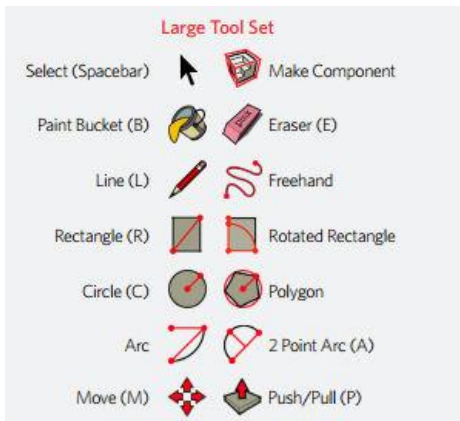 Large Tool Set
Select (Spacebar) Make Component
Paint Bucket (B) Eraser (E)
Line (L) Freehand
Rectangle (R) Rotated Rectangle
Circle (C) Polygon
Arc 2 Point Arc (A)
Move (M) Push/Pull (P)